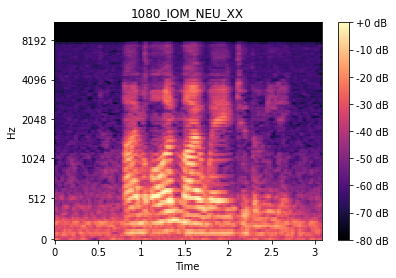 1080_IOM_NEU_XX
+0 dB
8192
-10 dB
4096
-20 dB
-30 dB
2048
Hz
-40 dB
1024
-50 dB
512
-60 dB
-70 dB
0
-80 dB
0 0.5 1 1.5 2 2.5 3
Time